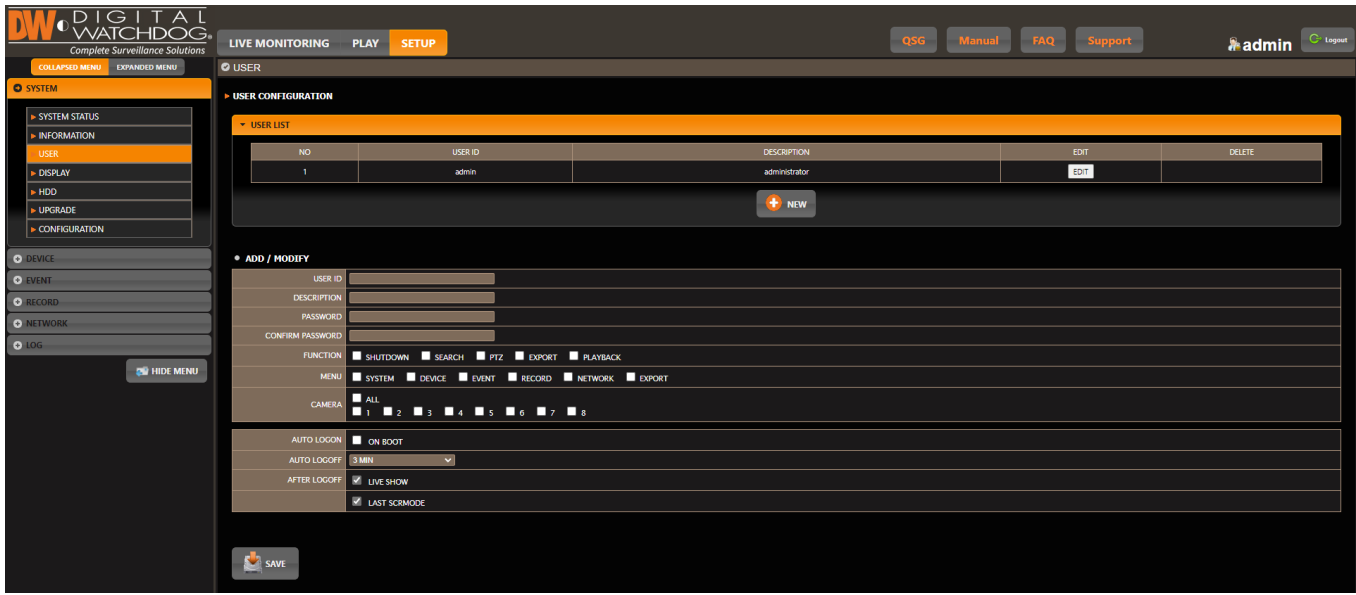 DW DIGITAL
WATCHDOG®
Complete Surveillance Solutions
LIVE MONITORING PLAY SETUP
QSG Manual FAQ Support
admin Logout
COLLAPSED MENU EXPANDED MENU
USER
SYSTEM
SYSTEM STATUS
INFORMATION
USER
DISPLAY
HDD
UPGRADE
CONFIGURATION
DEVICE
EVENT
RECORD
NETWORK
LOG
HIDE MENU
USER CONFIGURATION
USER LIST
NO USER ID DESCRIPTION EDIT DELETE
1 admin administrator EDIT
NEW
ADD / MODIFY
USER ID
DESCRIPTION
PASSWORD
CONFIRM PASSWORD
FUNCTION SHUTDOWN SEARCH PTZ EXPORT PLAYBACK
MENU SYSTEM DEVICE EVENT RECORD NETWORK EXPORT
CAMERA ALL
1 2 3 4 5 6 7 8
AUTO LOGON ON BOOT
AUTO LOGOFF 3 MIN
AFTER LOGOFF LIVE SHOW
LAST SCRMODE
SAVE